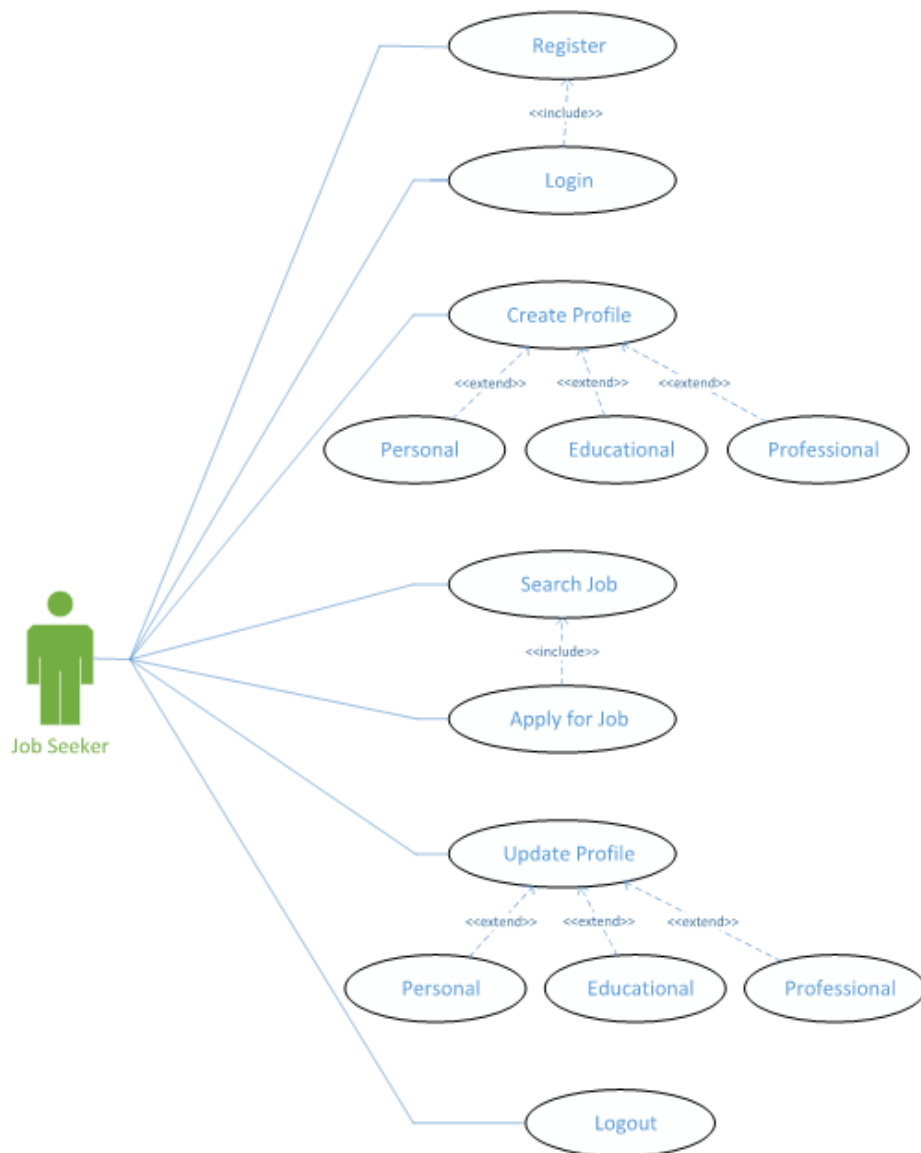 Register
<<include>>
Login
Create Profile
<<extend>> <<extend>> <<extend>>
Personal Educational Professional
Search Job
<<include>>
Apply for Job
Job Seeker
Update Profile
<<extend>> <<extend>> <<extend>>
Personal Educational Professional
Logout